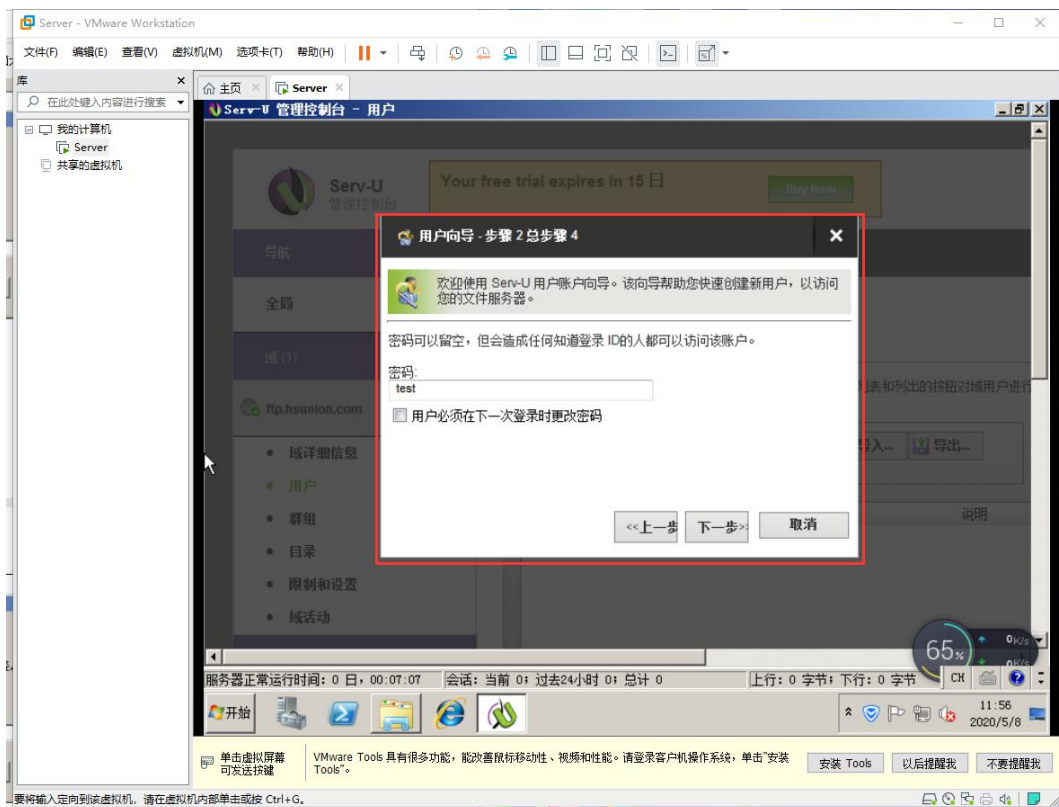 Server - VMware Workstation
文件(F) 编辑(E) 查看(V) 虚拟机(M) 选项卡(T) 帮助(H)
库
在此处键入内容进行搜索
我的计算机
Server
共享的虚拟机
主页
Server
Serv-U 管理控制台 - 用户
Serv-U
管理控制台
Your free trial expires in 15 日
Buy Now
导航
全局
域 (1)
ftp.hsunion.com
域详细信息
用户
群组
目录
限制和设置
域活动
用户向导 - 步骤 2 总步骤 4
欢迎使用 Serv-U 用户账户向导。该向导帮助您快速创建新用户，以访问
您的文件服务器。
密码可以留空，但会造成任何知道登录 ID的人都可以访问该账户。
密码:
test
用户必须在下一次登录时更改密码
<<上一步
下一步>>
取消
列表和列出的按钮对域用户进行
导入...
导出...
说明
65%
0K/s
0K/s
服务器正常运行时间: 0 日, 00:07:07
会话: 当前 0; 过去24小时 0; 总计 0
上行: 0 字节; 下行: 0 字节
CH
开始
11:56
2020/5/8
单击虚拟屏幕
可发送按键
VMware Tools 具有很多功能，能改善鼠标移动性、视频和性能。请登录客户机操作系统，单击“安装
Tools”。
安装 Tools
以后提醒我
不要提醒我
要将输入定向到该虚拟机，请在虚拟机内部单击或按 Ctrl+G。